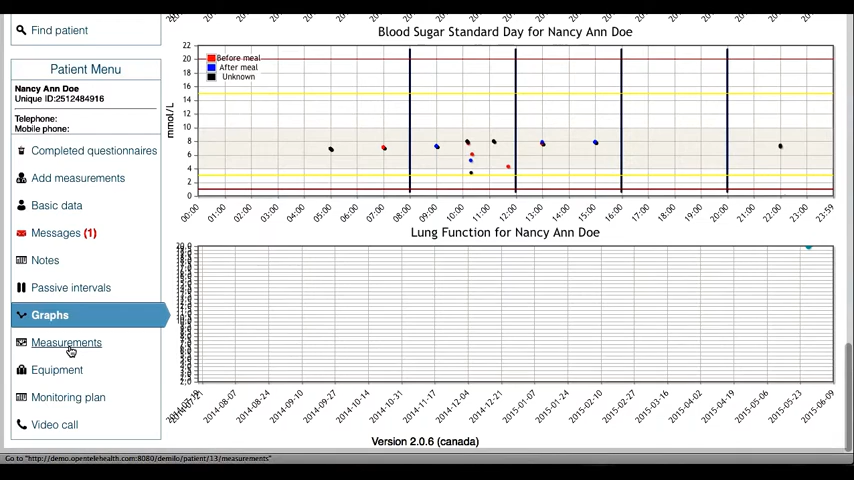 Find patient
Patient Menu
Nancy Ann Doe
Unique ID:2512484916
Telephone:
Mobile phone:
Completed questionnaires
Add measurements
Basic data
Messages (1)
Notes
Passive intervals
Graphs
Measurements
Equipment
Monitoring plan
Video call
Blood Sugar Standard Day for Nancy Ann Doe
Before meal
After meal
Unknown
mmol/L
22
20
18
16
14
12
10
8
6
4
2
0
00:00 01:00 02:00 03:00 04:00 05:00 06:00 07:00 08:00 09:00 10:00 11:00 12:00 13:00 14:00 15:00 16:00 17:00 18:00 19:00 20:00 21:00 22:00 23:59
Lung Function for Nancy Ann Doe
20.0
2.0
2014-08-07 2014-08-24 2014-09-10 2014-09-27 2014-10-14 2014-10-31 2014-11-17 2014-12-04 2014-12-21 2015-01-07 2015-01-24 2015-02-10 2015-02-27 2015-03-16 2015-04-02 2015-04-19 2015-05-06 2015-05-23 2015-06-09
Version 2.0.6 (canada)
Go to "http://demo.opentelehealth.com:8080/demilo/patient/13/measurements"